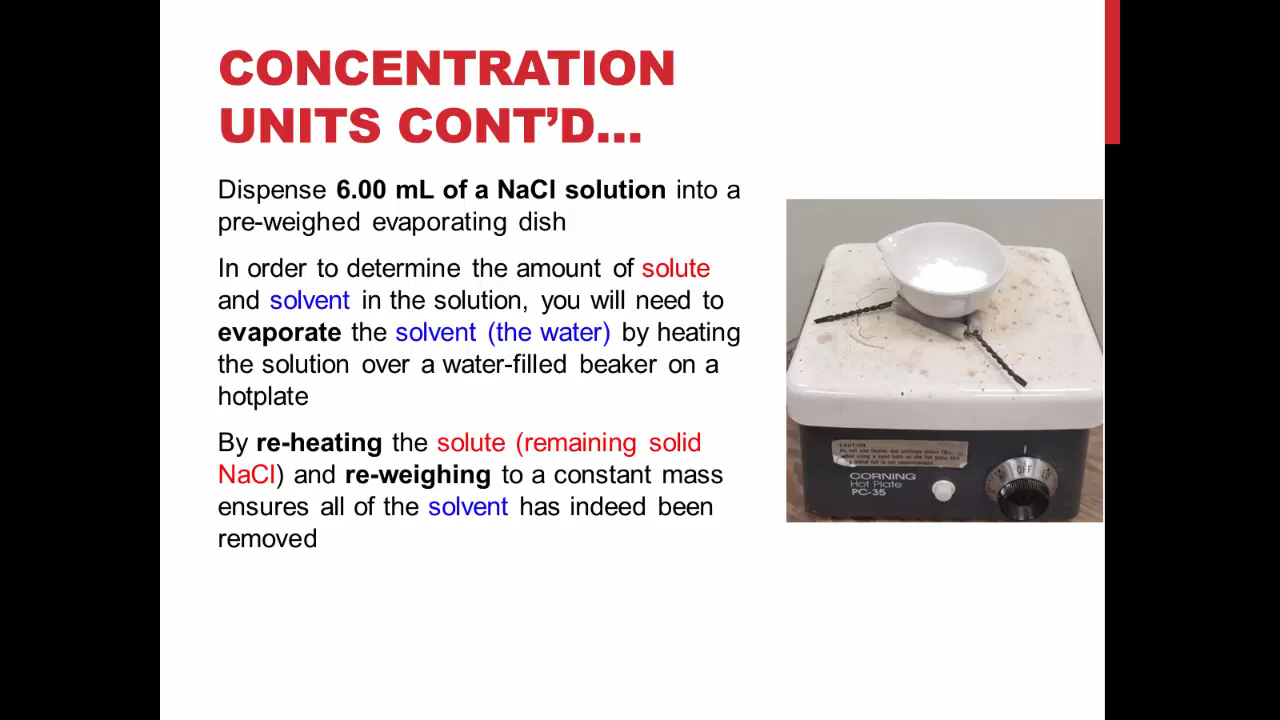 CONCENTRATION
UNITS CONT’D…
Dispense 6.00 mL of a NaCl solution into a
pre-weighed evaporating dish
In order to determine the amount of solute
and solvent in the solution, you will need to
evaporate the solvent (the water) by heating
the solution over a water-filled beaker on a
hotplate
By re-heating the solute (remaining solid
NaCl) and re-weighing to a constant mass
ensures all of the solvent has indeed been
removed
CAUTION
CORNING
Hot Plate
PC-35
OFF